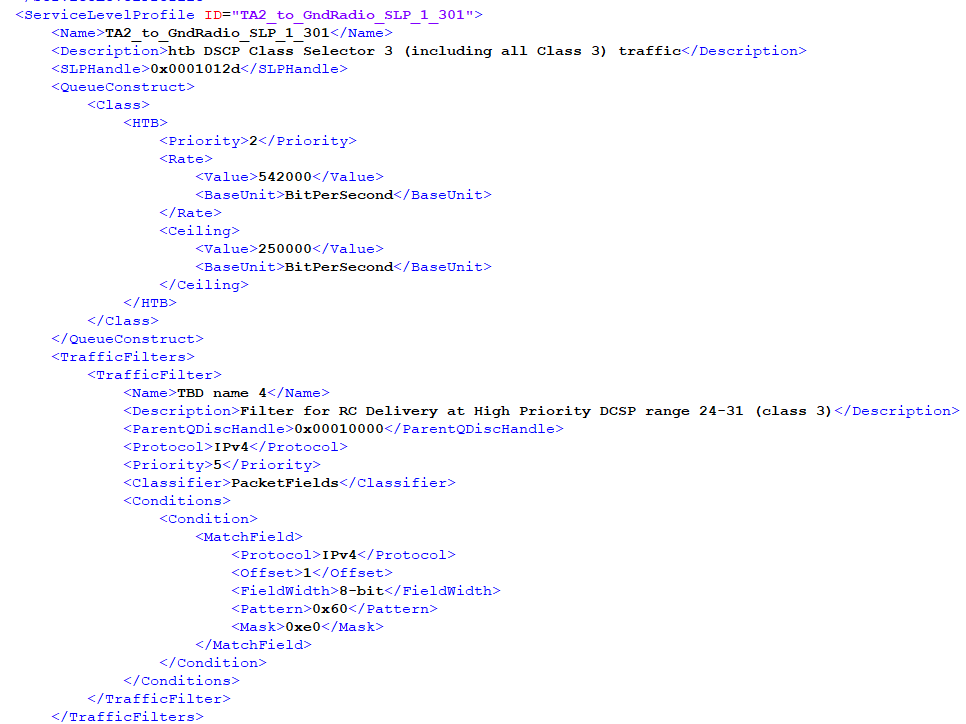 <ServiceLevelProfile ID="TA2_to_GndRadio_SLP_1_301">
<Name>TA2_to_GndRadio_SLP_1_301</Name>
<Description>htb DSCP Class Selector 3 (including all Class 3) traffic</Description>
<SLPHandle>0x0001012d</SLPHandle>
<QueueConstruct>
<Class>
<HTB>
<Priority>2</Priority>
<Rate>
<Value>542000</Value>
<BaseUnit>BitPerSecond</BaseUnit>
</Rate>
<Ceiling>
<Value>250000</Value>
<BaseUnit>BitPerSecond</BaseUnit>
</Ceiling>
</HTB>
</Class>
</QueueConstruct>
<TrafficFilters>
<TrafficFilter>
<Name>TBD name 4</Name>
<Description>Filter for RC Delivery at High Priority DCSP range 24-31 (class 3)</Description>
<ParentQDiscHandle>0x00010000</ParentQDiscHandle>
<Protocol>IPv4</Protocol>
<Priority>5</Priority>
<Classifier>PacketFields</Classifier>
<Conditions>
<Condition>
<MatchField>
<Protocol>IPv4</Protocol>
<Offset>1</Offset>
<FieldWidth>8-bit</FieldWidth>
<Pattern>0x60</Pattern>
<Mask>0xe0</Mask>
</MatchField>
</Condition>
</Conditions>
</TrafficFilter>
</TrafficFilters>